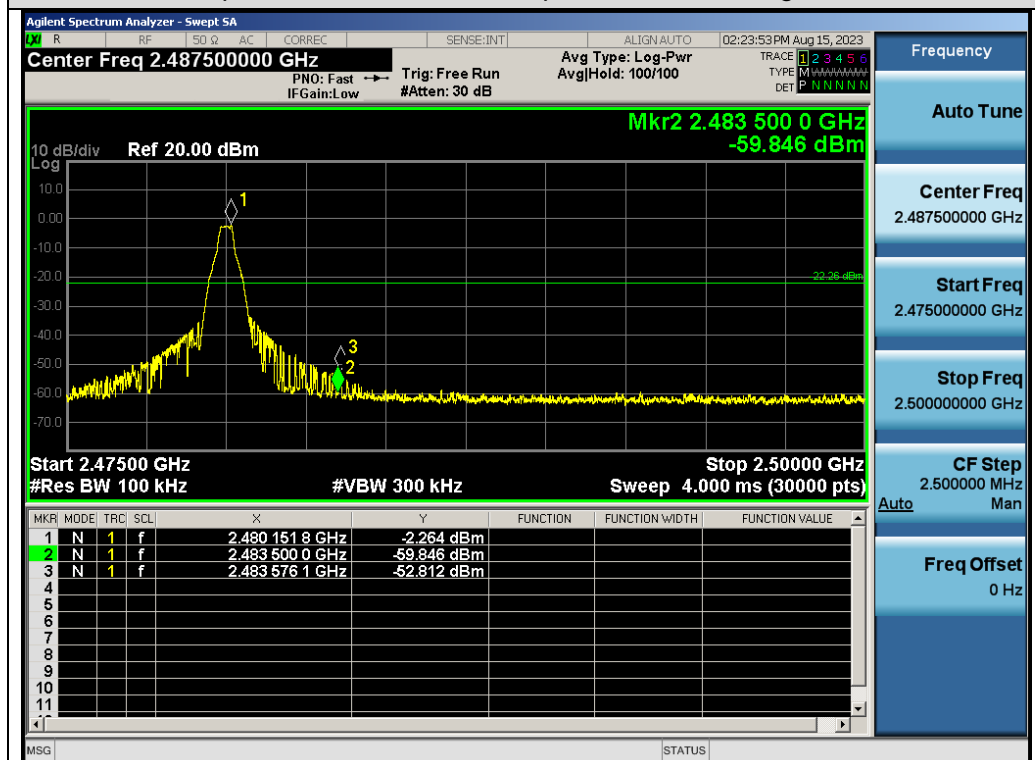 Agilent Spectrum Analyzer - Swept SA
LXI R RF 50 Ω AC CORREC SENSE:INT ALIGN AUTO 02:23:53 PM Aug 15, 2023
Center Freq 2.487500000 GHz
PNO: Fast
IFGain:Low
Trig: Free Run
#Atten: 30 dB
Avg Type: Log-Pwr
Avg|Hold: 100/100
TRACE 1 2 3 4 5 6
TYPE M WWWWW
DET P N N N N N
Mkr2 2.483 500 0 GHz
-59.846 dBm
10 dB/div Ref 20.00 dBm
Log
10.0
0.00
-10.0
-20.0
-30.0
-40.0
-50.0
-60.0
-70.0
1
-22.26 dBm
3
2
Start 2.47500 GHz Stop 2.50000 GHz
#Res BW 100 kHz #VBW 300 kHz Sweep 4.000 ms (30000 pts)
MKR MODE TRC SCL X Y FUNCTION FUNCTION WIDTH FUNCTION VALUE
1 N 1 f 2.480 151 8 GHz -2.264 dBm
2 N 1 f 2.483 500 0 GHz -59.846 dBm
3 N 1 f 2.483 576 1 GHz -52.812 dBm
4
5
6
7
8
9
10
11
MSG STATUS
Frequency
Auto Tune
Center Freq
2.487500000 GHz
Start Freq
2.475000000 GHz
Stop Freq
2.500000000 GHz
CF Step
2.500000 MHz
Auto Man
Freq Offset
0 Hz